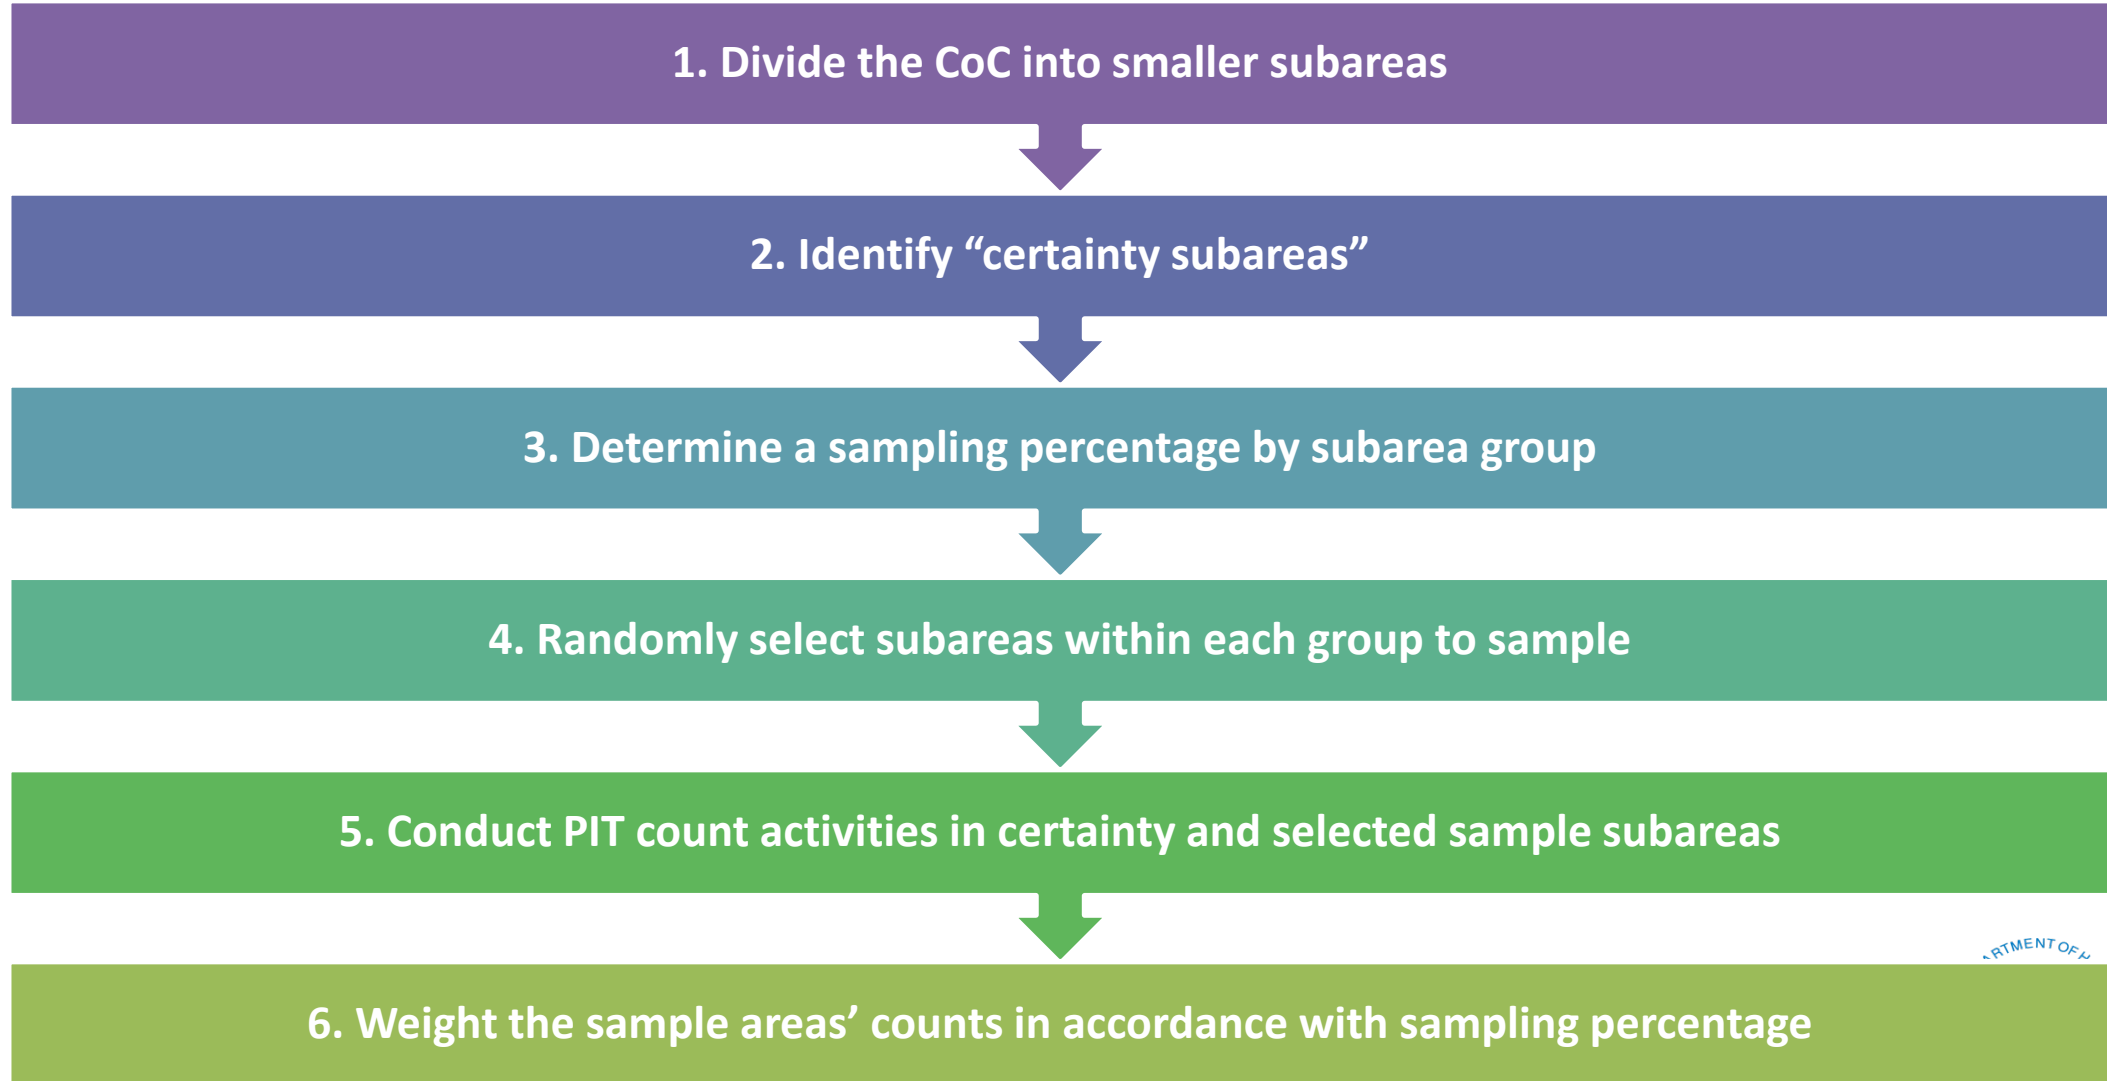 1. Divide the CoC into smaller subareas
2. Identify “certainty subareas”
3. Determine a sampling percentage by subarea group
4. Randomly select subareas within each group to sample
5. Conduct PIT count activities in certainty and selected sample subareas
OF
6. Weight the sample areas’ counts in accordance with sampling percentage